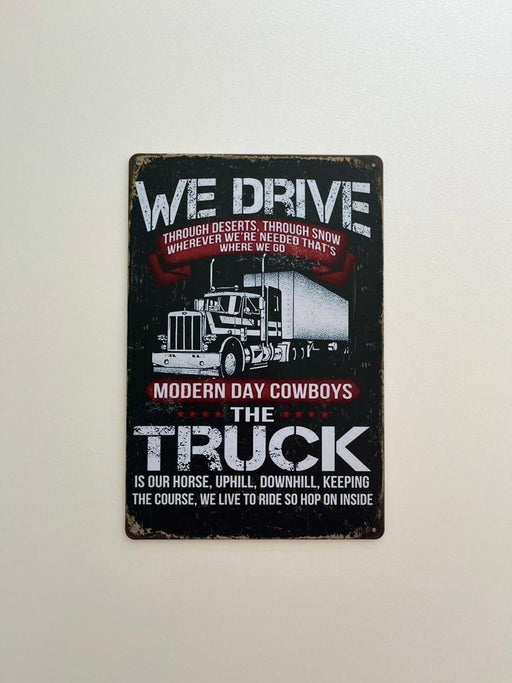 WE DRIVE
THROUGH DESERTS, THROUGH SNOW
WHEREVER WE'RE NEEDED THAT'S
WHERE WE GO
MODERN DAY COWBOYS
THE
TRUCK
IS OUR HORSE, UPHILL, DOWNHILL, KEEPING
THE COURSE, WE LIVE TO RIDE SO HOP ON INSIDE